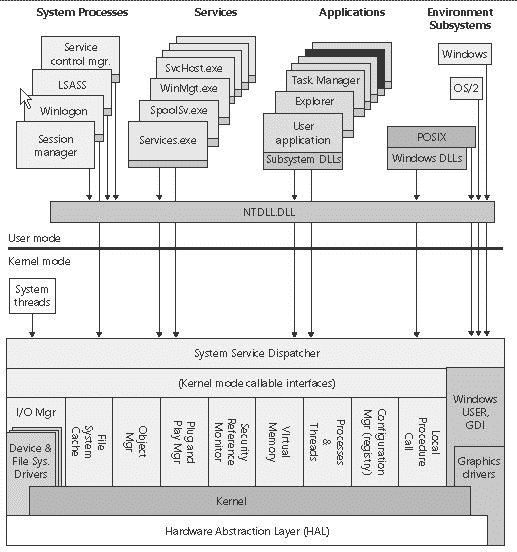 System Processes
Services
Applications
Environment
Subsystems
Service
control mgr.
LSASS
Winlogon
Session
manager
SvcHost.exe
WinMgt.exe
SpoolSv.exe
Services.exe
Task Manager
Explorer
User
application
Subsystem DLLs
Windows
OS/2
POSIX
Windows DLLs
NTDLL.DLL
User mode
Kernel mode
System
threads
System Service Dispatcher
(Kernel mode callable interfaces)
I/O Mgr
Device &
File Sys.
Drivers
File
System
Cache
Object
Mgr
Plug and
Play Mgr
Security
Reference
Monitor
Virtual
Memory
Processes
&
Threads
Configuration
Mgr (registry)
Local
Procedure
Call
Windows
USER,
GDI
Graphics
drivers
Kernel
Hardware Abstraction Layer (HAL)